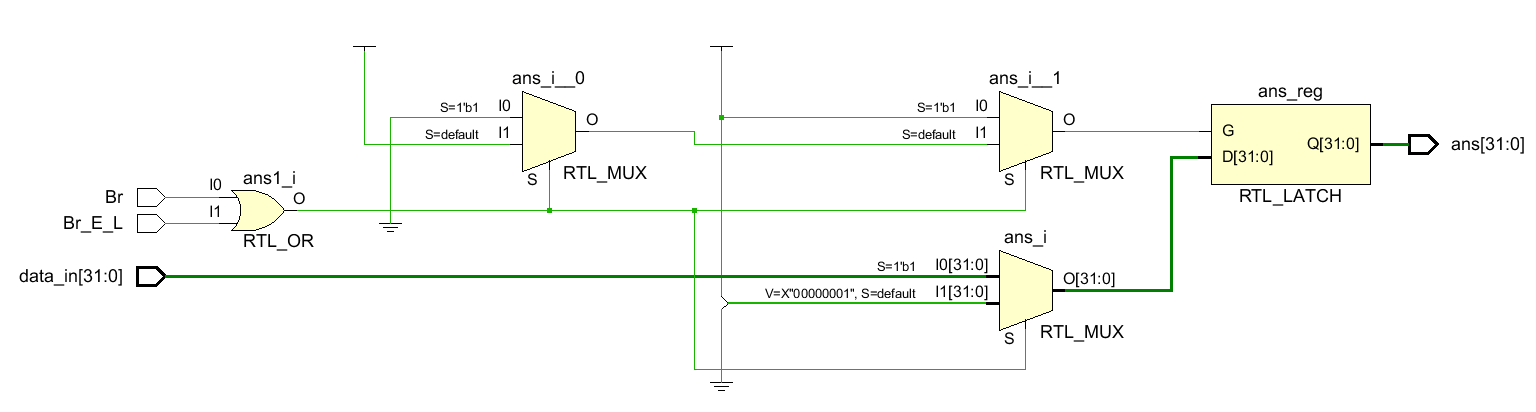 ans_i__0
S=1'b1 I0
S=default I1
O
S
RTL_MUX
ans_i__1
S=1'b1 I0
S=default I1
O
S
RTL_MUX
ans_reg
G
D[31:0]
Q[31:0]
RTL_LATCH
ans[31:0]
Br
Br_E_L
I0
I1
ans1_i
O
RTL_OR
data_in[31:0]
ans_i
S=1'b1 I0[31:0]
V=X"00000001", S=default I1[31:0]
O[31:0]
S
RTL_MUX